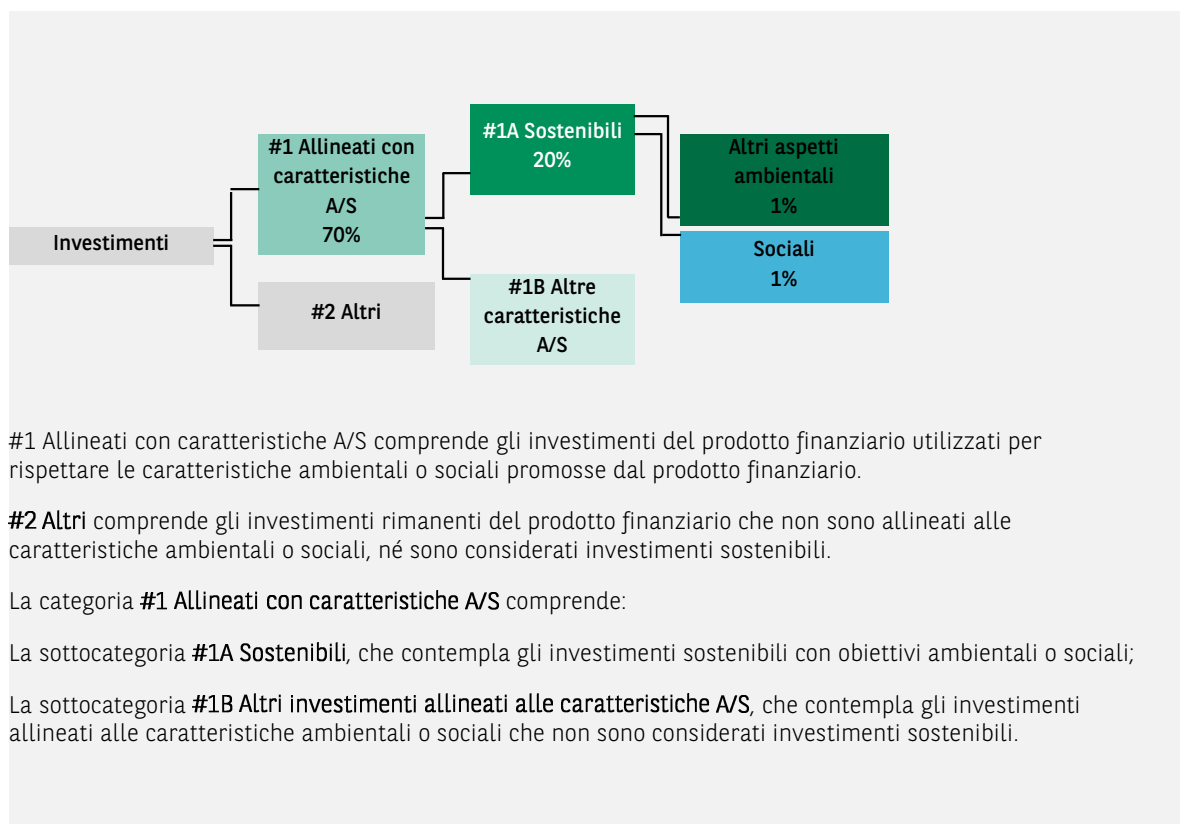 #1A Sostenibili
20%
#1 Allineati con
caratteristiche
A/S
70%
Altri aspetti
ambientali
1%
Investimenti
Sociali
1%
#2 Altri
#1B Altre
caratteristiche
A/S
#1 Allineati con caratteristiche A/S comprende gli investimenti del prodotto finanziario utilizzati per
rispettare le caratteristiche ambientali o sociali promosse dal prodotto finanziario.
#2 Altri comprende gli investimenti rimanenti del prodotto finanziario che non sono allineati alle
caratteristiche ambientali o sociali, né sono considerati investimenti sostenibili.
La categoria #1 Allineati con caratteristiche A/S comprende:
La sottocategoria #1A Sostenibili, che contempla gli investimenti sostenibili con obiettivi ambientali o sociali;
La sottocategoria #1B Altri investimenti allineati alle caratteristiche A/S, che contempla gli investimenti
allineati alle caratteristiche ambientali o sociali che non sono considerati investimenti sostenibili.